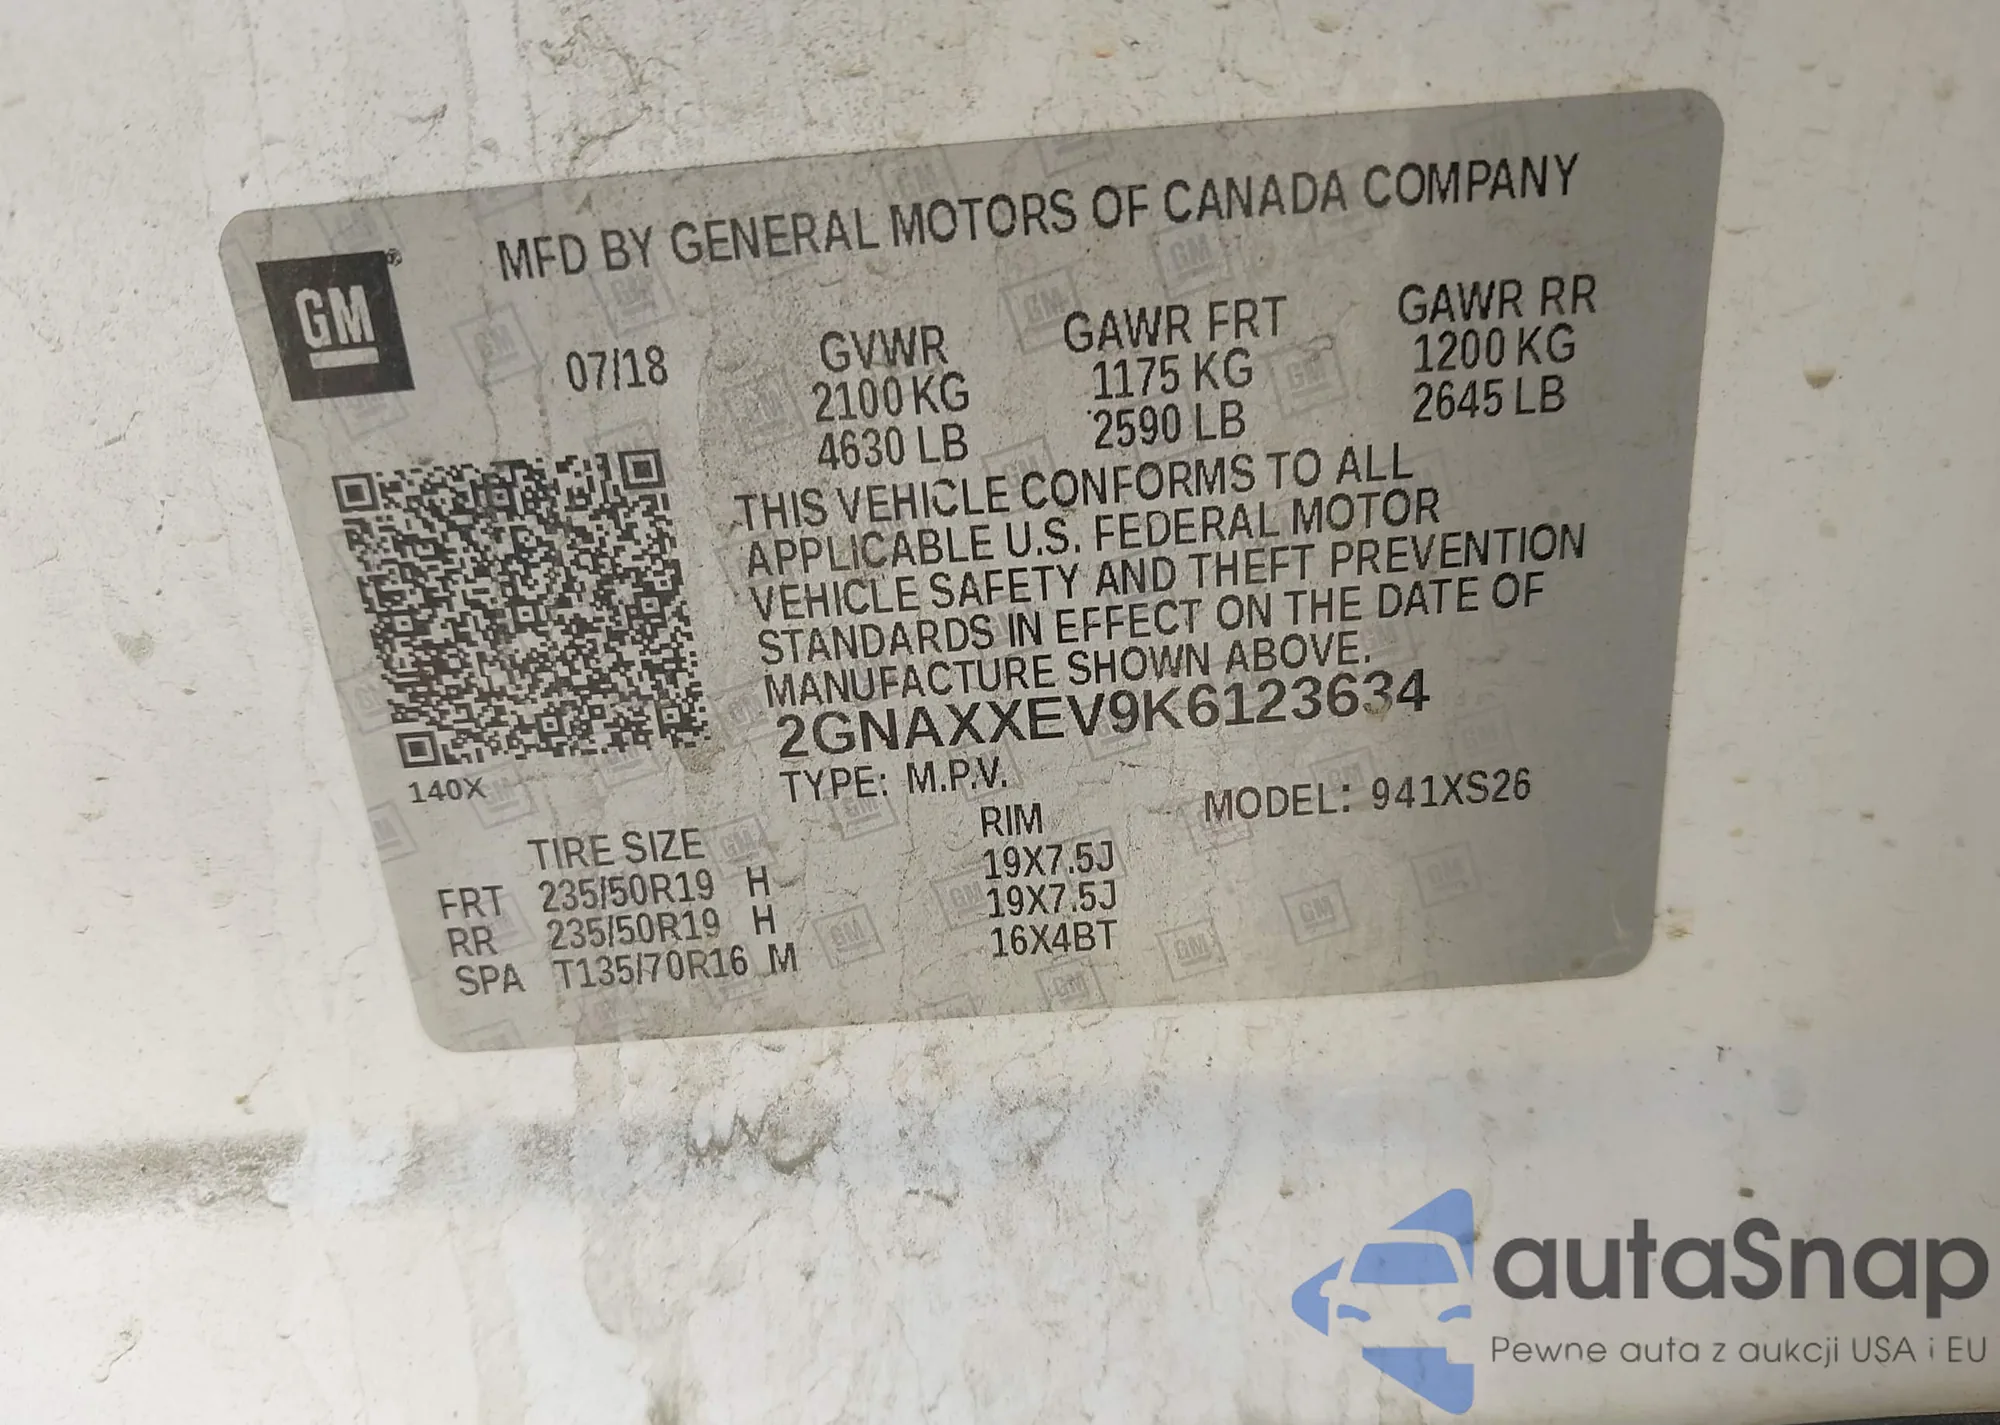 MFD BY GENERAL MOTORS OF CANADA COMPANY
GM®
07/18 GVWR GAWR FRT GAWR RR
2100 KG 1175 KG 1200 KG
4630 LB 2590 LB 2645 LB
THIS VEHICLE CONFORMS TO ALL
APPLICABLE U.S. FEDERAL MOTOR
VEHICLE SAFETY AND THEFT PREVENTION
STANDARDS IN EFFECT ON THE DATE OF
MANUFACTURE SHOWN ABOVE.
2GNAXXEV9K6123634
140X
TYPE: M.P.V. MODEL: 941XS26
TIRE SIZE RIM
FRT 235/50R19 H 19X7.5J
RR 235/50R19 H 19X7.5J
SPA T135/70R16 M 16X4BT
autaSnap
Pewne auta z aukcji USA i EU